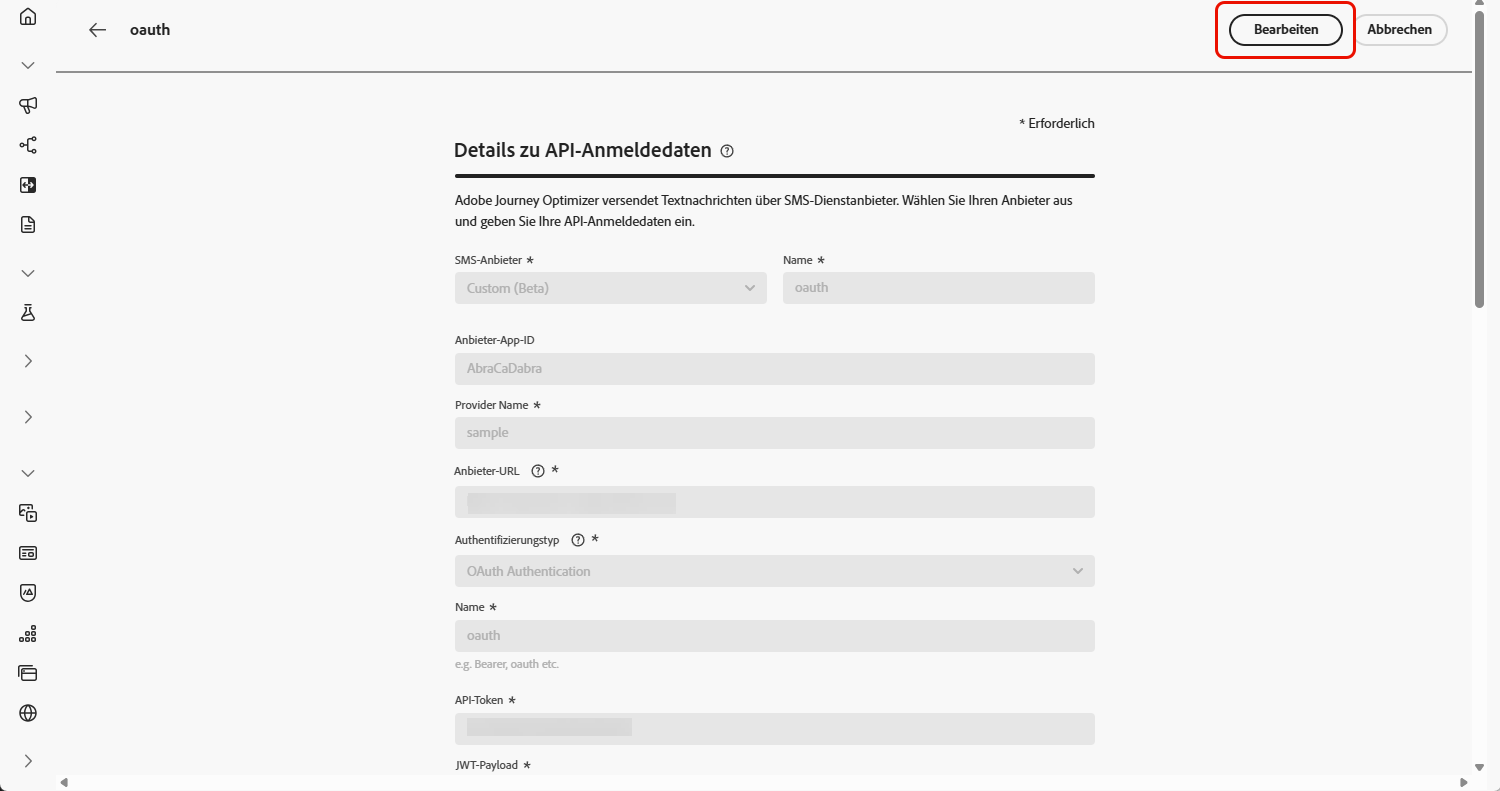 oauth
Bearbeiten
Abbrechen
* Erforderlich
Details zu API-Anmeldedaten
Adobe Journey Optimizer versendet Textnachrichten über SMS-Dienstanbieter. Wählen Sie Ihren Anbieter aus
und geben Sie Ihre API-Anmeldedaten ein.
SMS-Anbieter *
Name *
Custom (Beta)
oauth
Anbieter-App-ID
AbraCaDabra
Provider Name *
sample
Anbieter-URL *
Authentifizierungstyp *
OAuth Authentication
Name *
oauth
e.g. Bearer, oauth etc.
API-Token *
JWT-Payload *